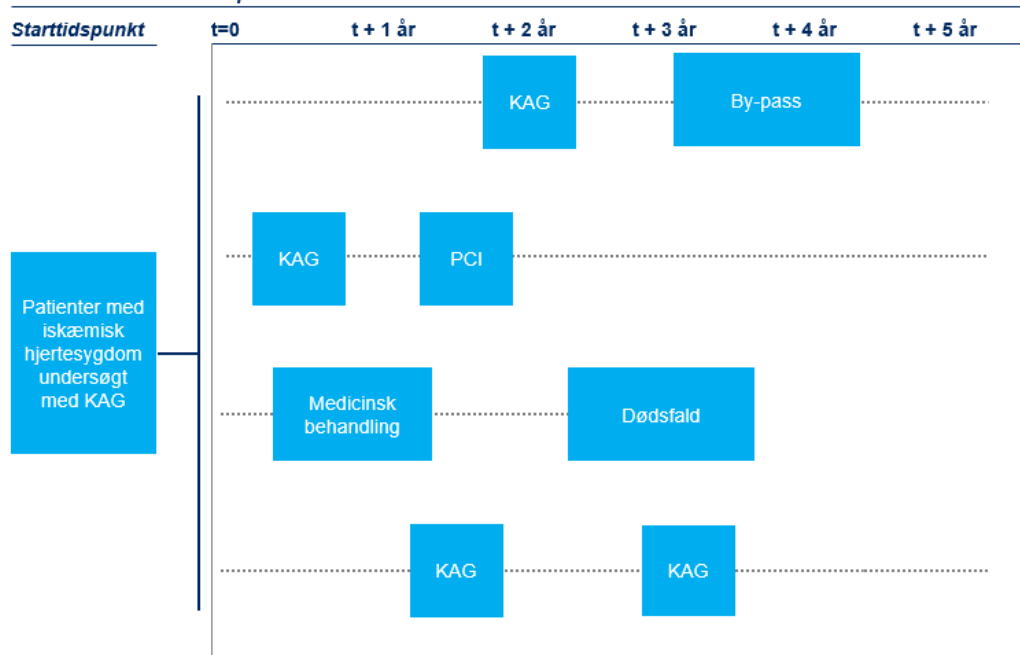 Starttidspunkt t=0 t + 1 år t + 2 år t + 3 år t + 4 år t + 5 år
KAG By-pass
KAG PCI
Patienter med
iskæmisk
hjertesygdom
undersøgt
med KAG
Medicinsk
behandling
Dødsfald
KAG KAG